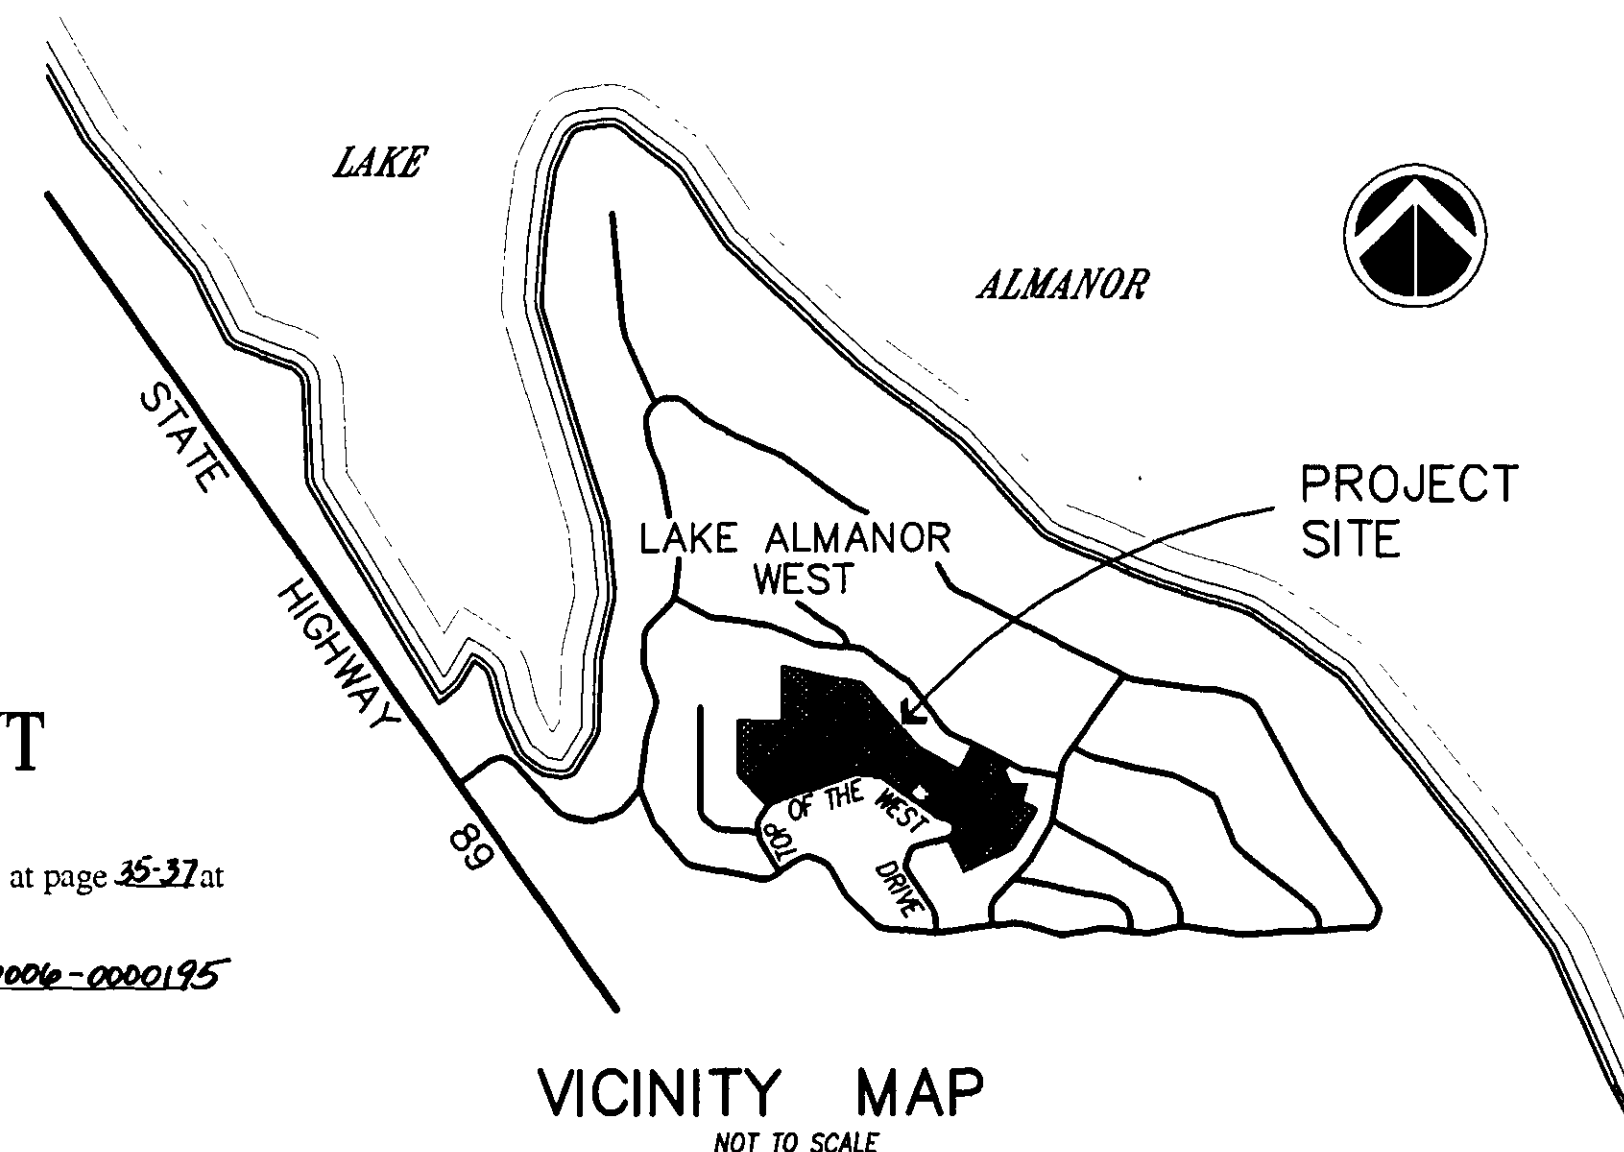 LAKE
ALMANOR
STATE
HIGHWAY
89
PROJECT
SITE
LAKE ALMANOR
WEST
TOP
OF THE WEST
DRIVE
at page 35-37 at
006-0000195
VICINITY MAP
NOT TO SCALE